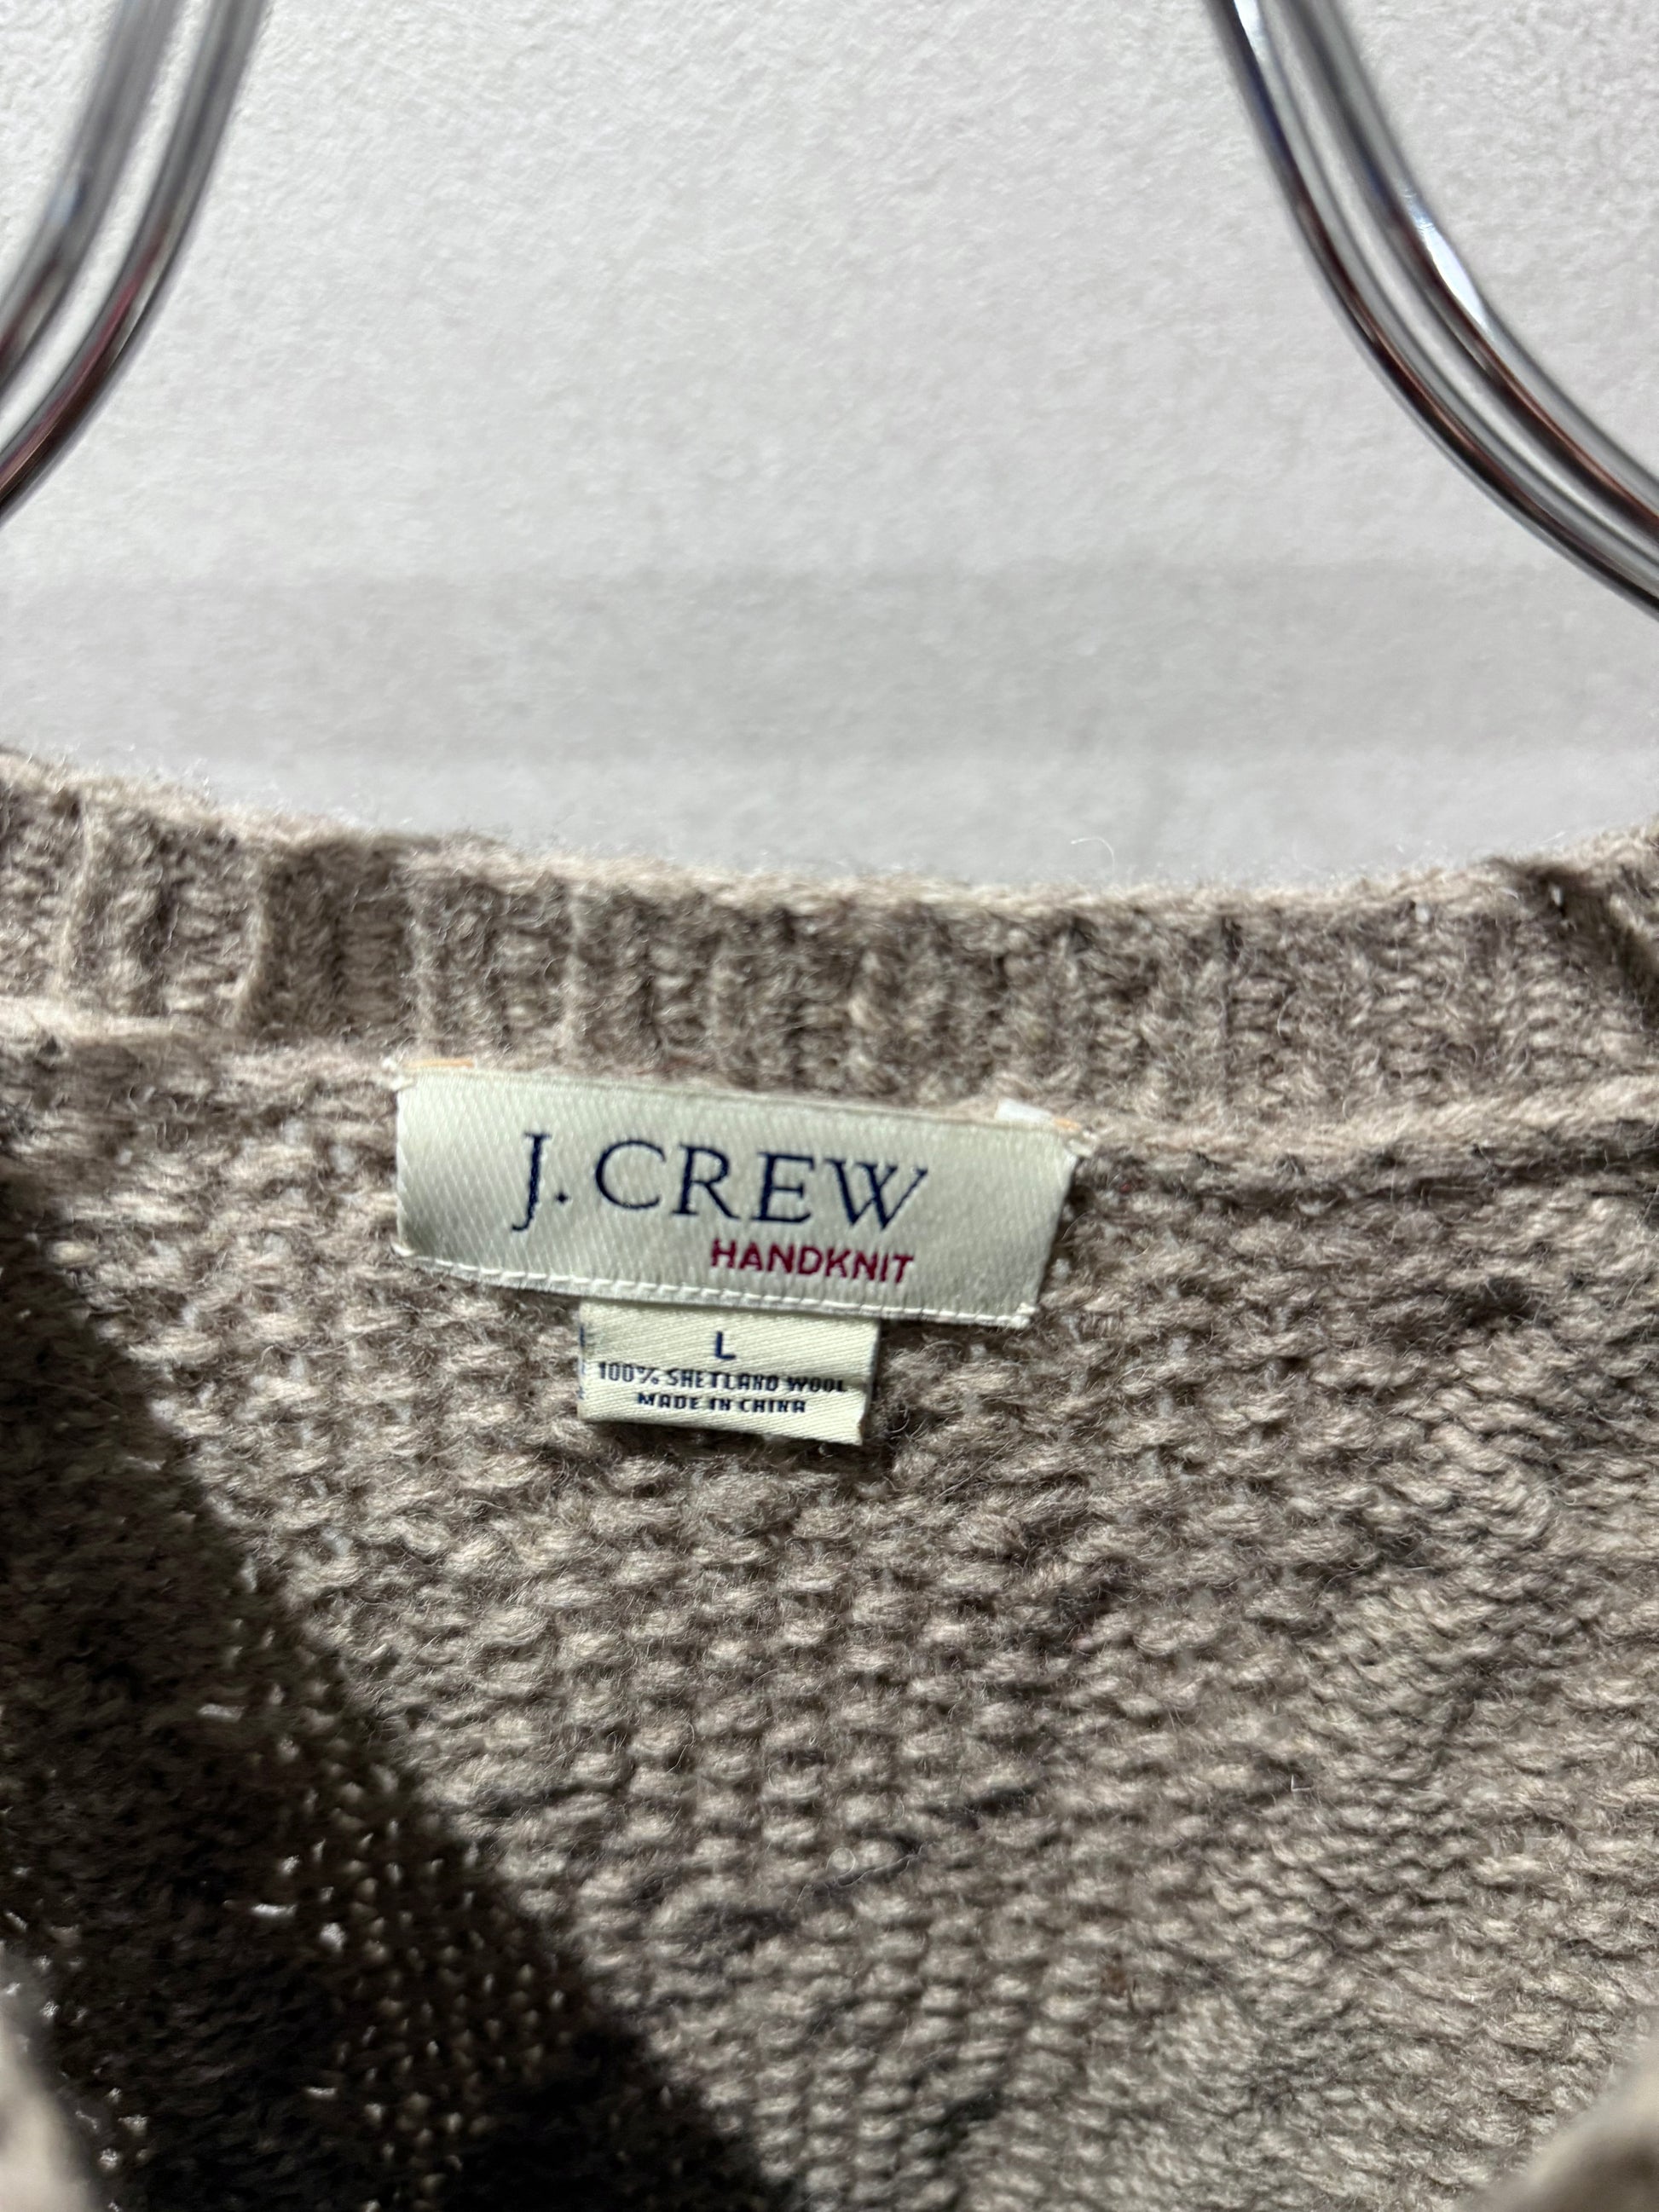 J. CREW
HANDKNIT
L
100% SHETLAND WOOL
MADE IN CHINA